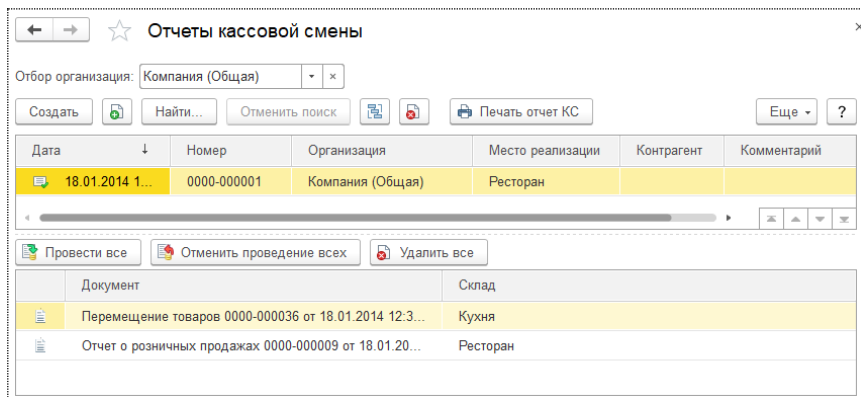 Отчеты кассовой смены
Отбор организация: Компания (Общая)
Создать Найти... Отменить поиск Печать отчет КС Еще ?
Дата Номер Организация Место реализации Контрагент Комментарий
18.01.2014 1... 0000-000001 Компания (Общая) Ресторан
Провести все Отменить проведение всех Удалить все
Документ Склад
Перемещение товаров 0000-000036 от 18.01.2014 12:3... Кухня
Отчет о розничных продажах 0000-000009 от 18.01.20... Ресторан